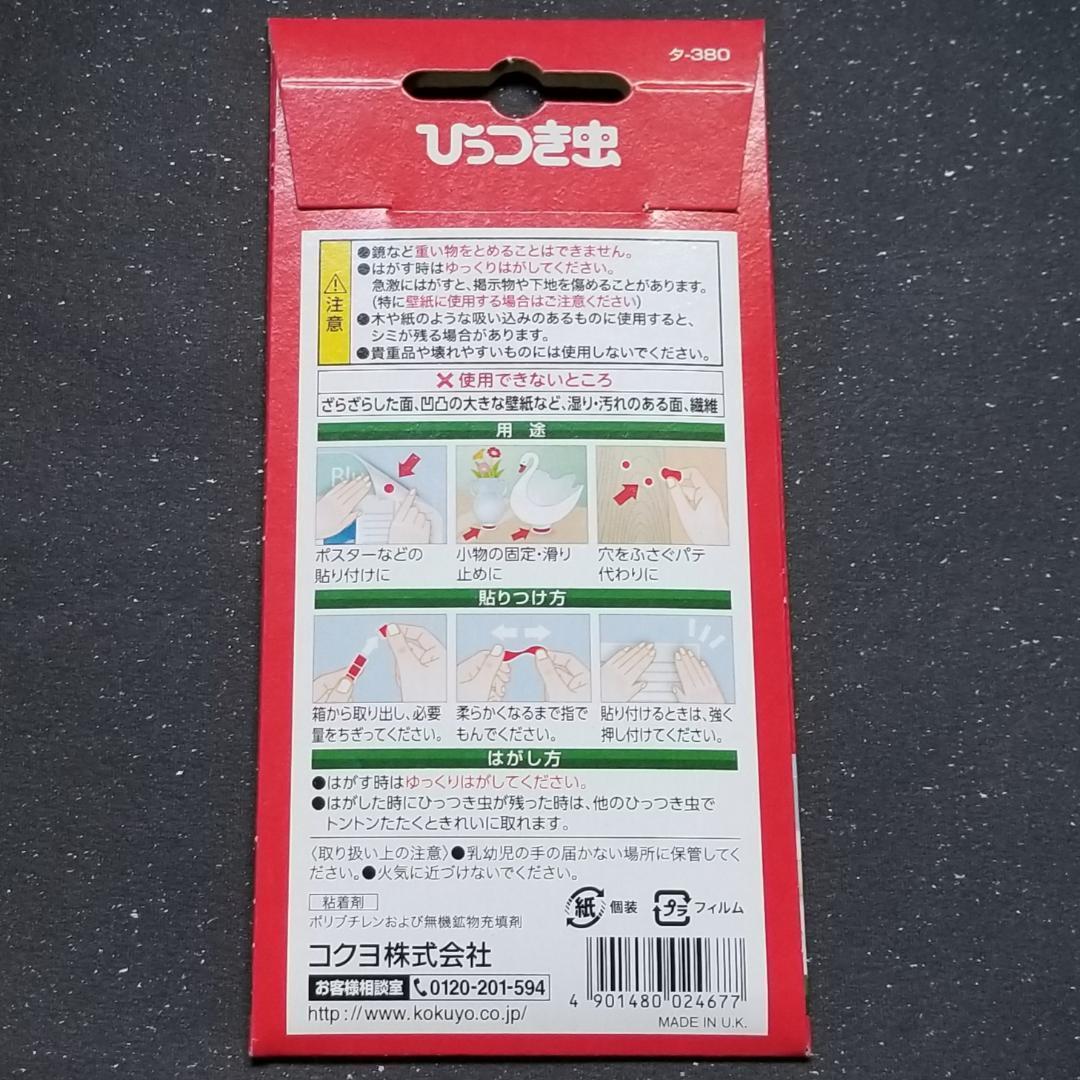 タ-380
ひっつき虫
注意
●鏡など重い物をとめることはできません。
●はがす時はゆっくりはがしてください。
急激にはがすと、掲示物や下地を傷めることがあります。
(特に壁紙に使用する場合はご注意ください)
●木や紙のような吸い込みのあるものに使用すると、
シミが残る場合があります。
●貴重品や壊れやすいものには使用しないでください。
✕使用できないところ
ざらざらした面、凹凸の大きな壁紙など、湿り・汚れのある面、繊維
用途
Blu
ポスターなどの
貼り付けに
小物の固定・滑り
止めに
穴をふさぐパテ
代わりに
貼りつけ方
箱から取り出し、必要
量をちぎってください。
柔らかくなるまで指で
もんでください。
貼り付けるときは、強く
押し付けてください。
はがし方
●はがす時はゆっくりはがしてください。
●はがした時にひっつき虫が残った時は、他のひっつき虫で
トントンたたくときれいに取れます。
〈取り扱い上の注意〉●乳幼児の手の届かない場所に保管してく
ださい。●火気に近づけないでください。
粘着剤
ポリブチレンおよび無機鉱物充填剤
紙 個装
プラ フィルム
コクヨ株式会社
お客様相談室 0120-201-594
http://www.kokuyo.co.jp/
4 901480 024677
MADE IN U.K.